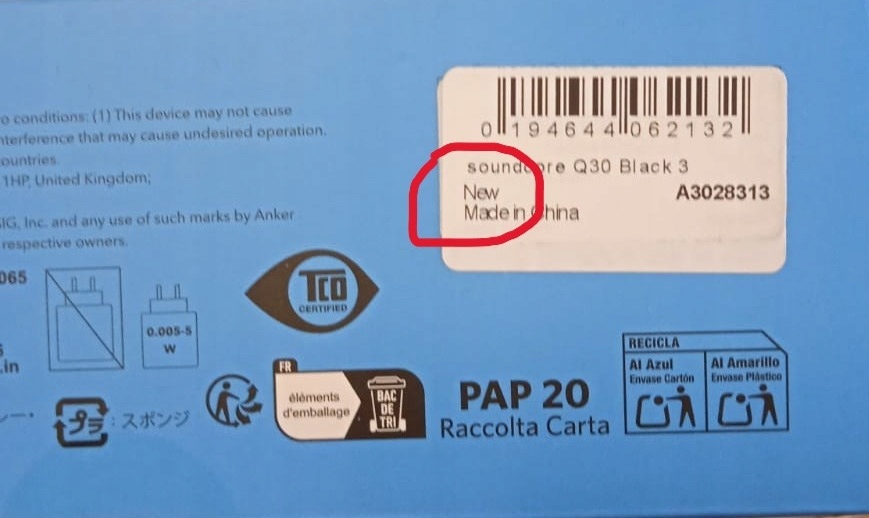 o conditions: (1) This device may not cause
nterference that may cause undesired operation.
ountries.
1HP, United Kingdom;
SIG, Inc. and any use of such marks by Anker
respective owners.
0 194644 062132
soundcore Q30 Black 3
New
A3028313
Made in China
065
.in
0.005-5
W
TCO
CERTIFIED
FR
éléments
d'emballage
BAC
DE
TRI
プラ : スポンジ
PAP 20
Raccolta Carta
RECICLA
Al Azul
Envase Cartón
Al Amarillo
Envase Plástico